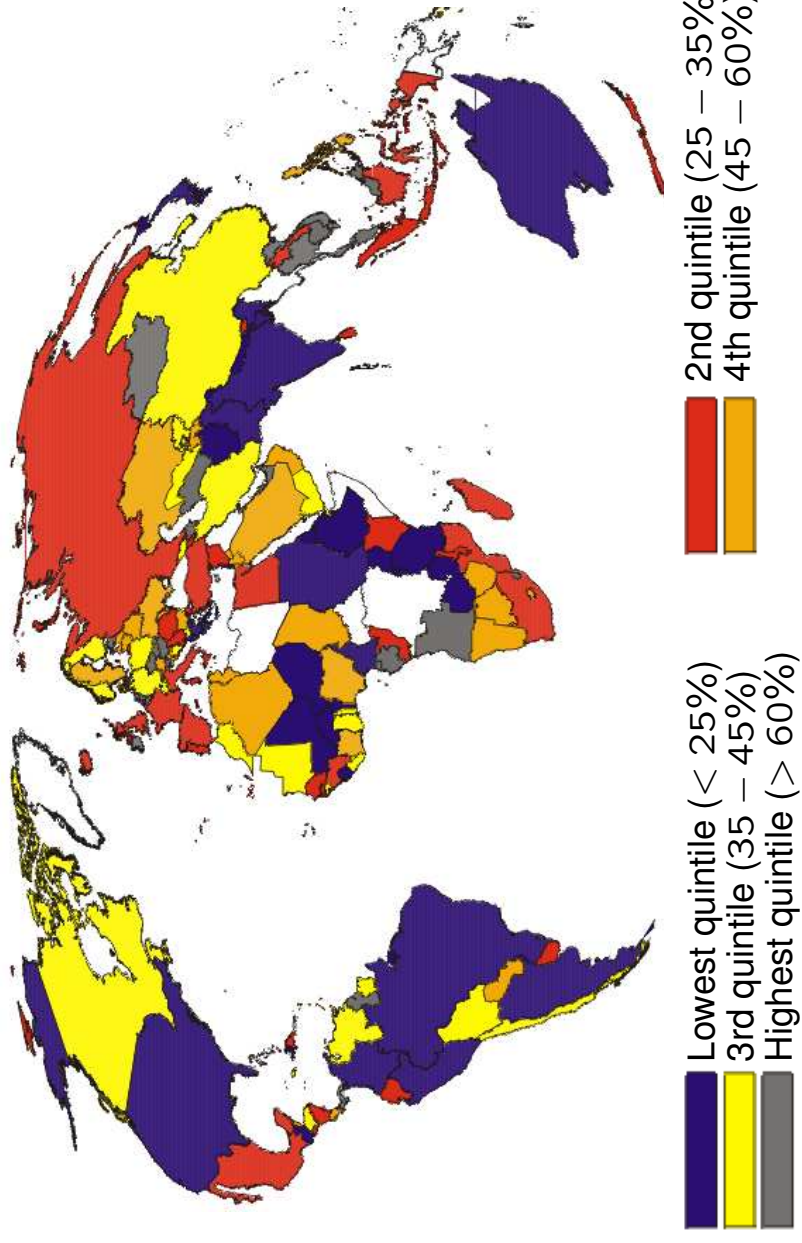 Lowest quintile (< 25%)
3rd quintile (35 – 45%)
Highest quintile (> 60%)
2nd quintile (25 – 35%
4th quintile (45 – 60%)